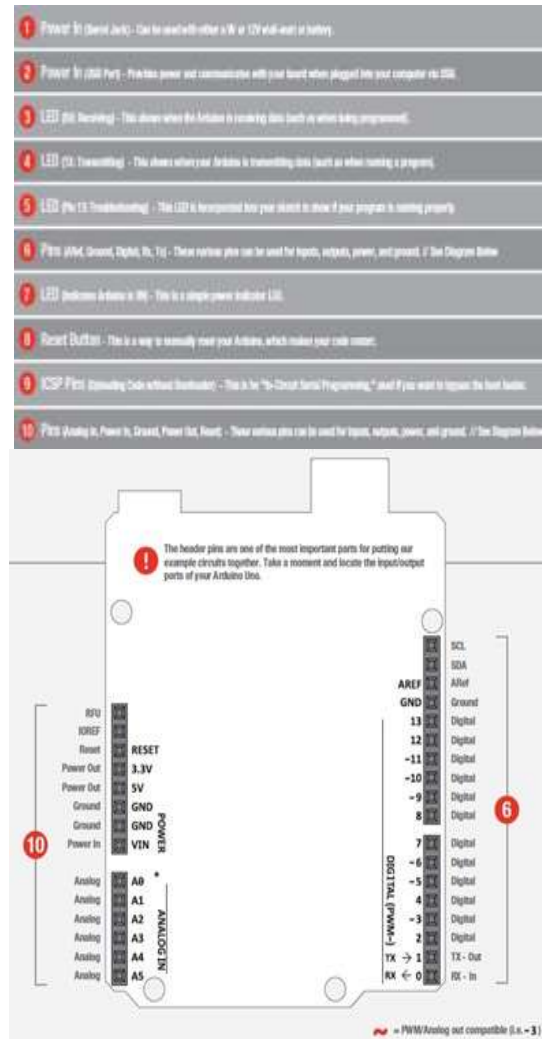 1 Power In (Barrel Jack) - Can be used with either a 9V or 12V wall-wart or battery.
2 Power In (USB Port) - Provides power and communicates with your board when plugged into your computer via USB.
3 LED (RX: Receiving) - This shows when the Arduino is receiving data (such as when being programmed).
4 LED (TX: Transmitting) - This shows when your Arduino is transmitting data (such as when running a program).
5 LED (Pin 13: Troubleshooting) - This LED is incorporated into your sketch to show if your program is running properly.
6 Pins (ARef, Ground, Digital, Rx, Tx) - These various pins can be used for inputs, outputs, power, and ground. // See Diagram Below
7 LED (Indicates Arduino is ON) - This is a simple power indicator LED.
8 Reset Button - This is a way to manually reset your Arduino, which makes your code restart.
9 ICSP Pins (Uploading Code without Bootloader) - This is for "In-Circuit Serial Programming," used if you want to bypass the boot loader.
10 Pins (Analog In, Power In, Ground, Power Out, Reset) - These various pins can be used for inputs, outputs, power, and ground. // See Diagram Below
! The header pins are one of the most important parts for putting our
example circuits together. Take a moment and locate the input/output
parts of your Arduino Uno.
SCL
SDA
AREF ARef
GND Ground
13 Digital
12 Digital
~11 Digital
~10 Digital
~9 Digital
8 Digital
7 Digital
~6 Digital
~5 Digital
4 Digital
~3 Digital
2 Digital
TX → 1 TX - Out
RX ← 0 RX - In
DIGITAL (PWM~)
6
RFU
IOREF
Reset RESET
Power Out 3.3V
Power Out 5V
Ground GND
Ground GND
Power In VIN
POWER
10
Analog A0 *
Analog A1
Analog A2
Analog A3
Analog A4
Analog A5
ANALOG IN
~ = PWM/Analog out compatible (i.e. ~3)